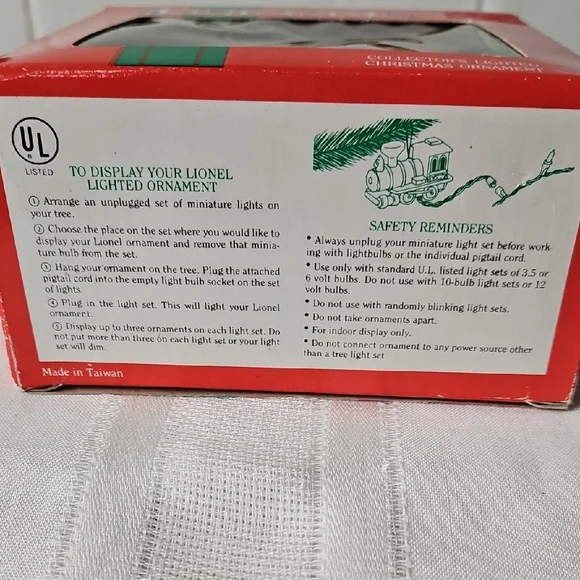 COLLECTOR'S LIGHTED
CHRISTMAS ORNAMENT
UL
®
LISTED
TO DISPLAY YOUR LIONEL
LIGHTED ORNAMENT
① Arrange an unplugged set of miniature lights on
your tree.
② Choose the place on the set where you would like to
display your Lionel ornament and remove that minia-
ture bulb from the set.
③ Hang your ornament on the tree. Plug the attached
pigtail cord into the empty light bulb socket on the set
of lights.
④ Plug in the light set. This will light your Lionel
ornament.
⑤ Display up to three ornaments on each light set. Do
not put more than three on each light set or your light
set will dim.
Made in Taiwan
SAFETY REMINDERS
• Always unplug your miniature light set before work-
ing with lightbulbs or the individual pigtail cord.
• Use only with standard U.L. listed light sets of 3.5 or
6 volt bulbs. Do not use with 10-bulb light sets or 12
volt bulbs.
• Do not use with randomly blinking light sets.
• Do not take ornaments apart.
• For indoor display only.
• Do not connect ornament to any power source other
than a tree light set